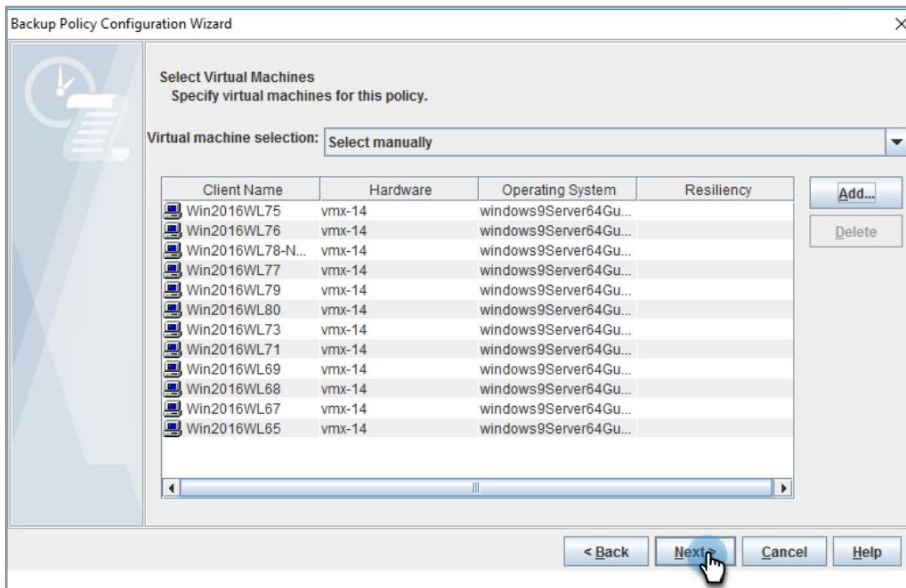 Backup Policy Configuration Wizard
Select Virtual Machines
Specify virtual machines for this policy.
Virtual machine selection: Select manually
Client Name Hardware Operating System Resiliency
Win2016WL75 vmx-14 windows9Server64Gu...
Win2016WL76 vmx-14 windows9Server64Gu...
Win2016WL78-N... vmx-14 windows9Server64Gu...
Win2016WL77 vmx-14 windows9Server64Gu...
Win2016WL79 vmx-14 windows9Server64Gu...
Win2016WL80 vmx-14 windows9Server64Gu...
Win2016WL73 vmx-14 windows9Server64Gu...
Win2016WL71 vmx-14 windows9Server64Gu...
Win2016WL69 vmx-14 windows9Server64Gu...
Win2016WL68 vmx-14 windows9Server64Gu...
Win2016WL67 vmx-14 windows9Server64Gu...
Win2016WL65 vmx-14 windows9Server64Gu...
Add...
Delete
< Back Next > Cancel Help